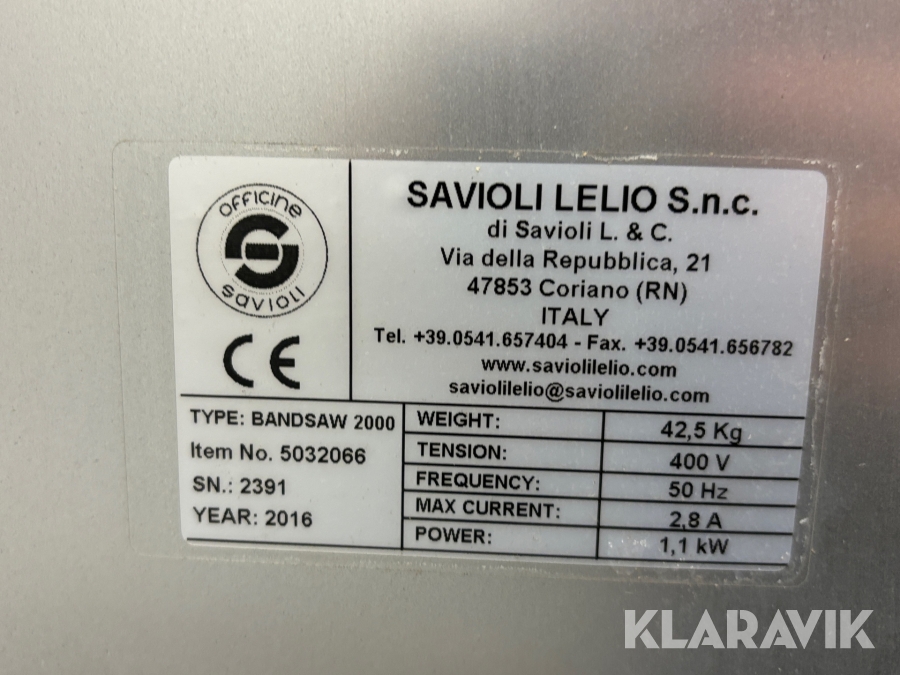 OFFICINE
SAVIOLI
CE
SAVIOLI LELIO S.n.c.
di Savioli L. & C.
Via della Repubblica, 21
47853 Coriano (RN)
ITALY
Tel. +39.0541.657404 - Fax. +39.0541.656782
www.saviolilelio.com
saviolilelio@saviolilelio.com
TYPE: BANDSAW 2000
Item No. 5032066
SN.: 2391
YEAR: 2016
WEIGHT: 42,5 Kg
TENSION: 400 V
FREQUENCY: 50 Hz
MAX CURRENT: 2,8 A
POWER: 1,1 kW
KLARAVIK